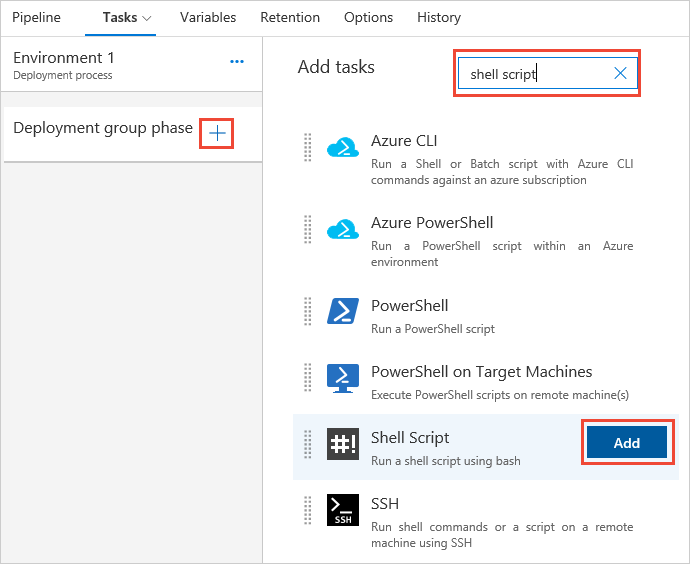 Pipeline Tasks Variables Retention Options History
Environment 1
Deployment process
Deployment group phase
Add tasks
shell script
Azure CLI
Run a Shell or Batch script with Azure CLI
commands against an azure subscription
Azure PowerShell
Run a PowerShell script within an Azure
environment
PowerShell
Run a PowerShell script
PowerShell on Target Machines
Execute PowerShell scripts on remote machine(s)
#!
Shell Script
Run a shell script using bash
Add
SSH
SSH
Run shell commands or a script on a remote
machine using SSH